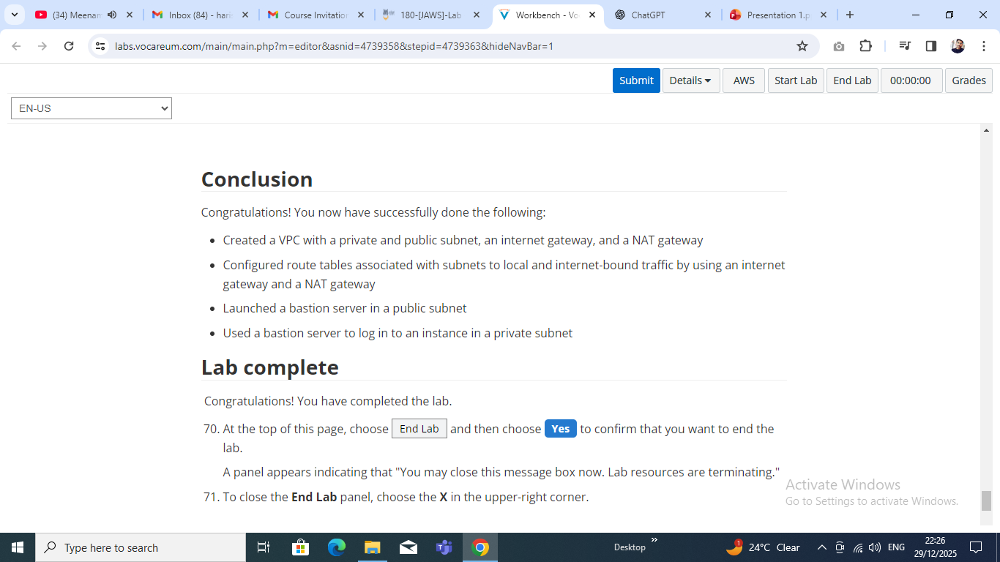 (34) Meenam
Inbox (84) - haris
Course Invitation
180-[JAWS]-Lab
Workbench - Vo
ChatGPT
Presentation 1.p
labs.vocareum.com/main/main.php?m=editor&asnid=4739358&stepid=4739363&hideNavBar=1
Submit
Details
AWS
Start Lab
End Lab
00:00:00
Grades
EN-US
Conclusion
Congratulations! You now have successfully done the following:
• Created a VPC with a private and public subnet, an internet gateway, and a NAT gateway
• Configured route tables associated with subnets to local and internet-bound traffic by using an internet
gateway and a NAT gateway
• Launched a bastion server in a public subnet
• Used a bastion server to log in to an instance in a private subnet
Lab complete
Congratulations! You have completed the lab.
70. At the top of this page, choose End Lab and then choose Yes to confirm that you want to end the
lab.
A panel appears indicating that "You may close this message box now. Lab resources are terminating."
71. To close the End Lab panel, choose the X in the upper-right corner.
Activate Windows
Go to Settings to activate Windows.
Type here to search
Desktop
1
24°C Clear
ENG
22:26
29/12/2025